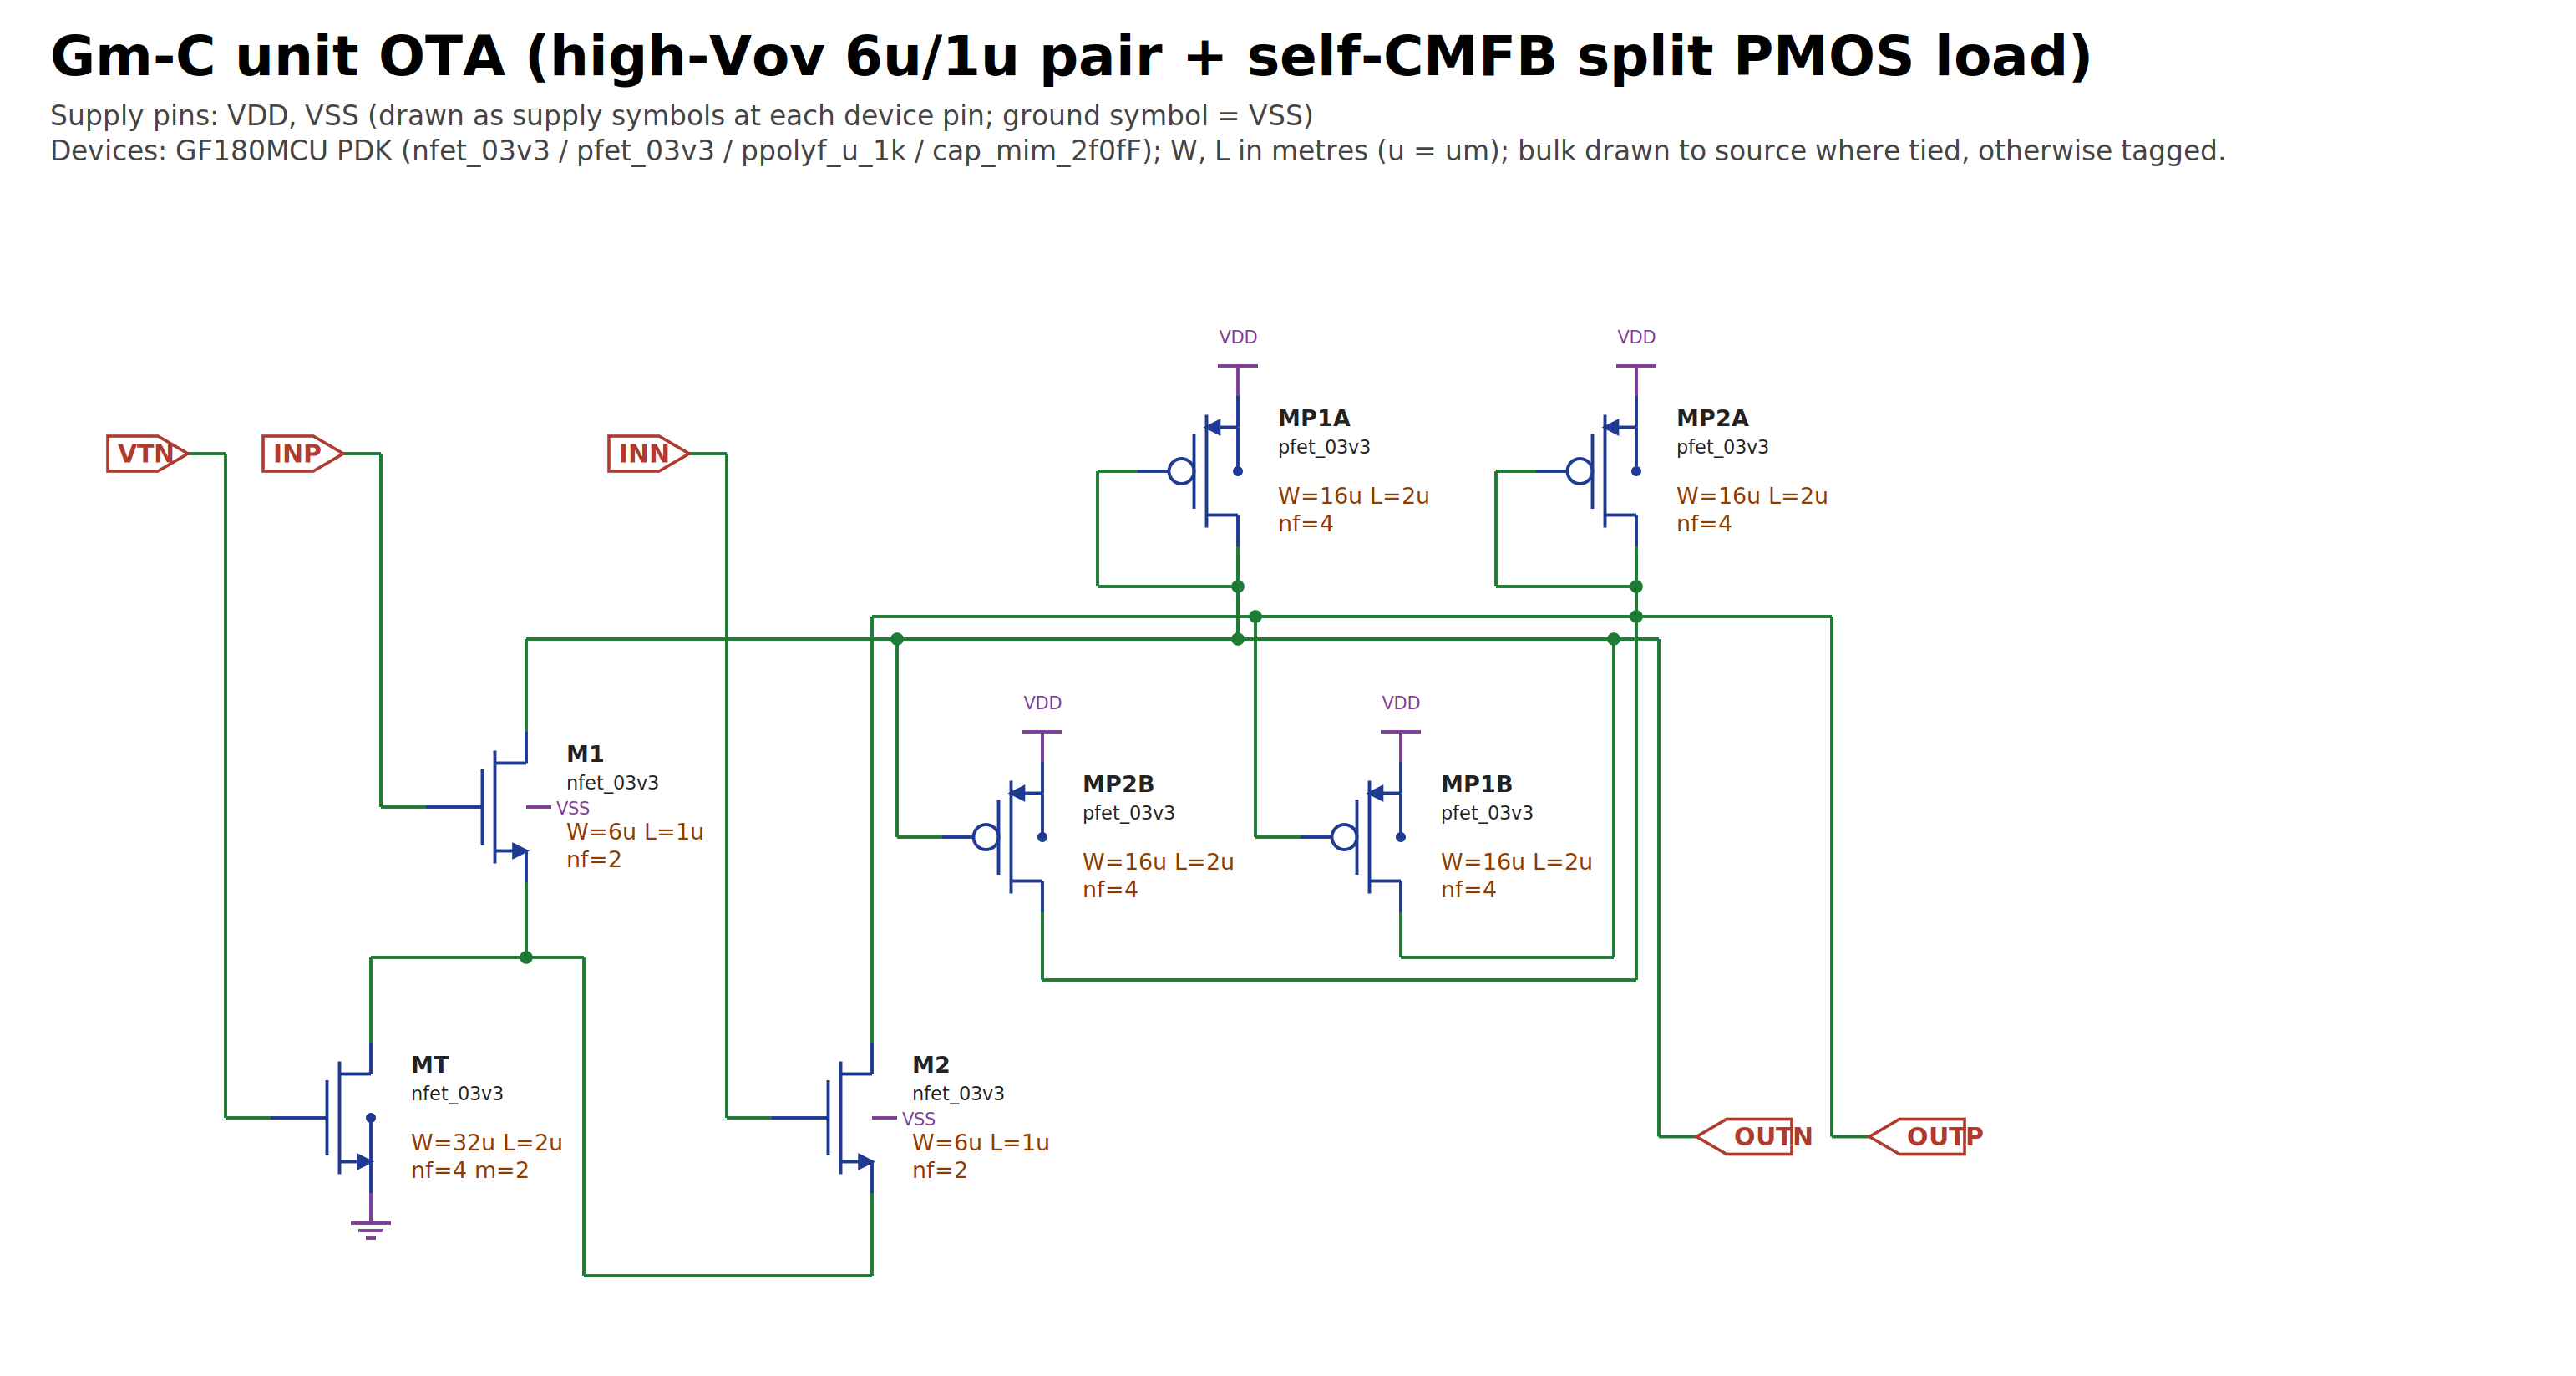 Gm-C unit OTA (high-Vov 6u/1u pair + self-CMFB split PMOS load)
Supply pins: VDD, VSS (drawn as supply symbols at each device pin; ground symbol = VSS)
Devices: GF180MCU PDK (nfet_03v3 / pfet_03v3 / ppolyf_u_1k / cap_mim_2f0fF); W, L in metres (u = um); bulk drawn to source where tied, otherwise tagged.
VDD
VDD
MP1A
pfet_03v3
W=16u L=2u
nf=4
MP2A
pfet_03v3
W=16u L=2u
nf=4
VTN
INP
INN
VDD
VDD
M1
nfet_03v3
VSS
W=6u L=1u
nf=2
MP2B
pfet_03v3
W=16u L=2u
nf=4
MP1B
pfet_03v3
W=16u L=2u
nf=4
MT
nfet_03v3
W=32u L=2u
nf=4 m=2
M2
nfet_03v3
VSS
W=6u L=1u
nf=2
OUTN
OUTP